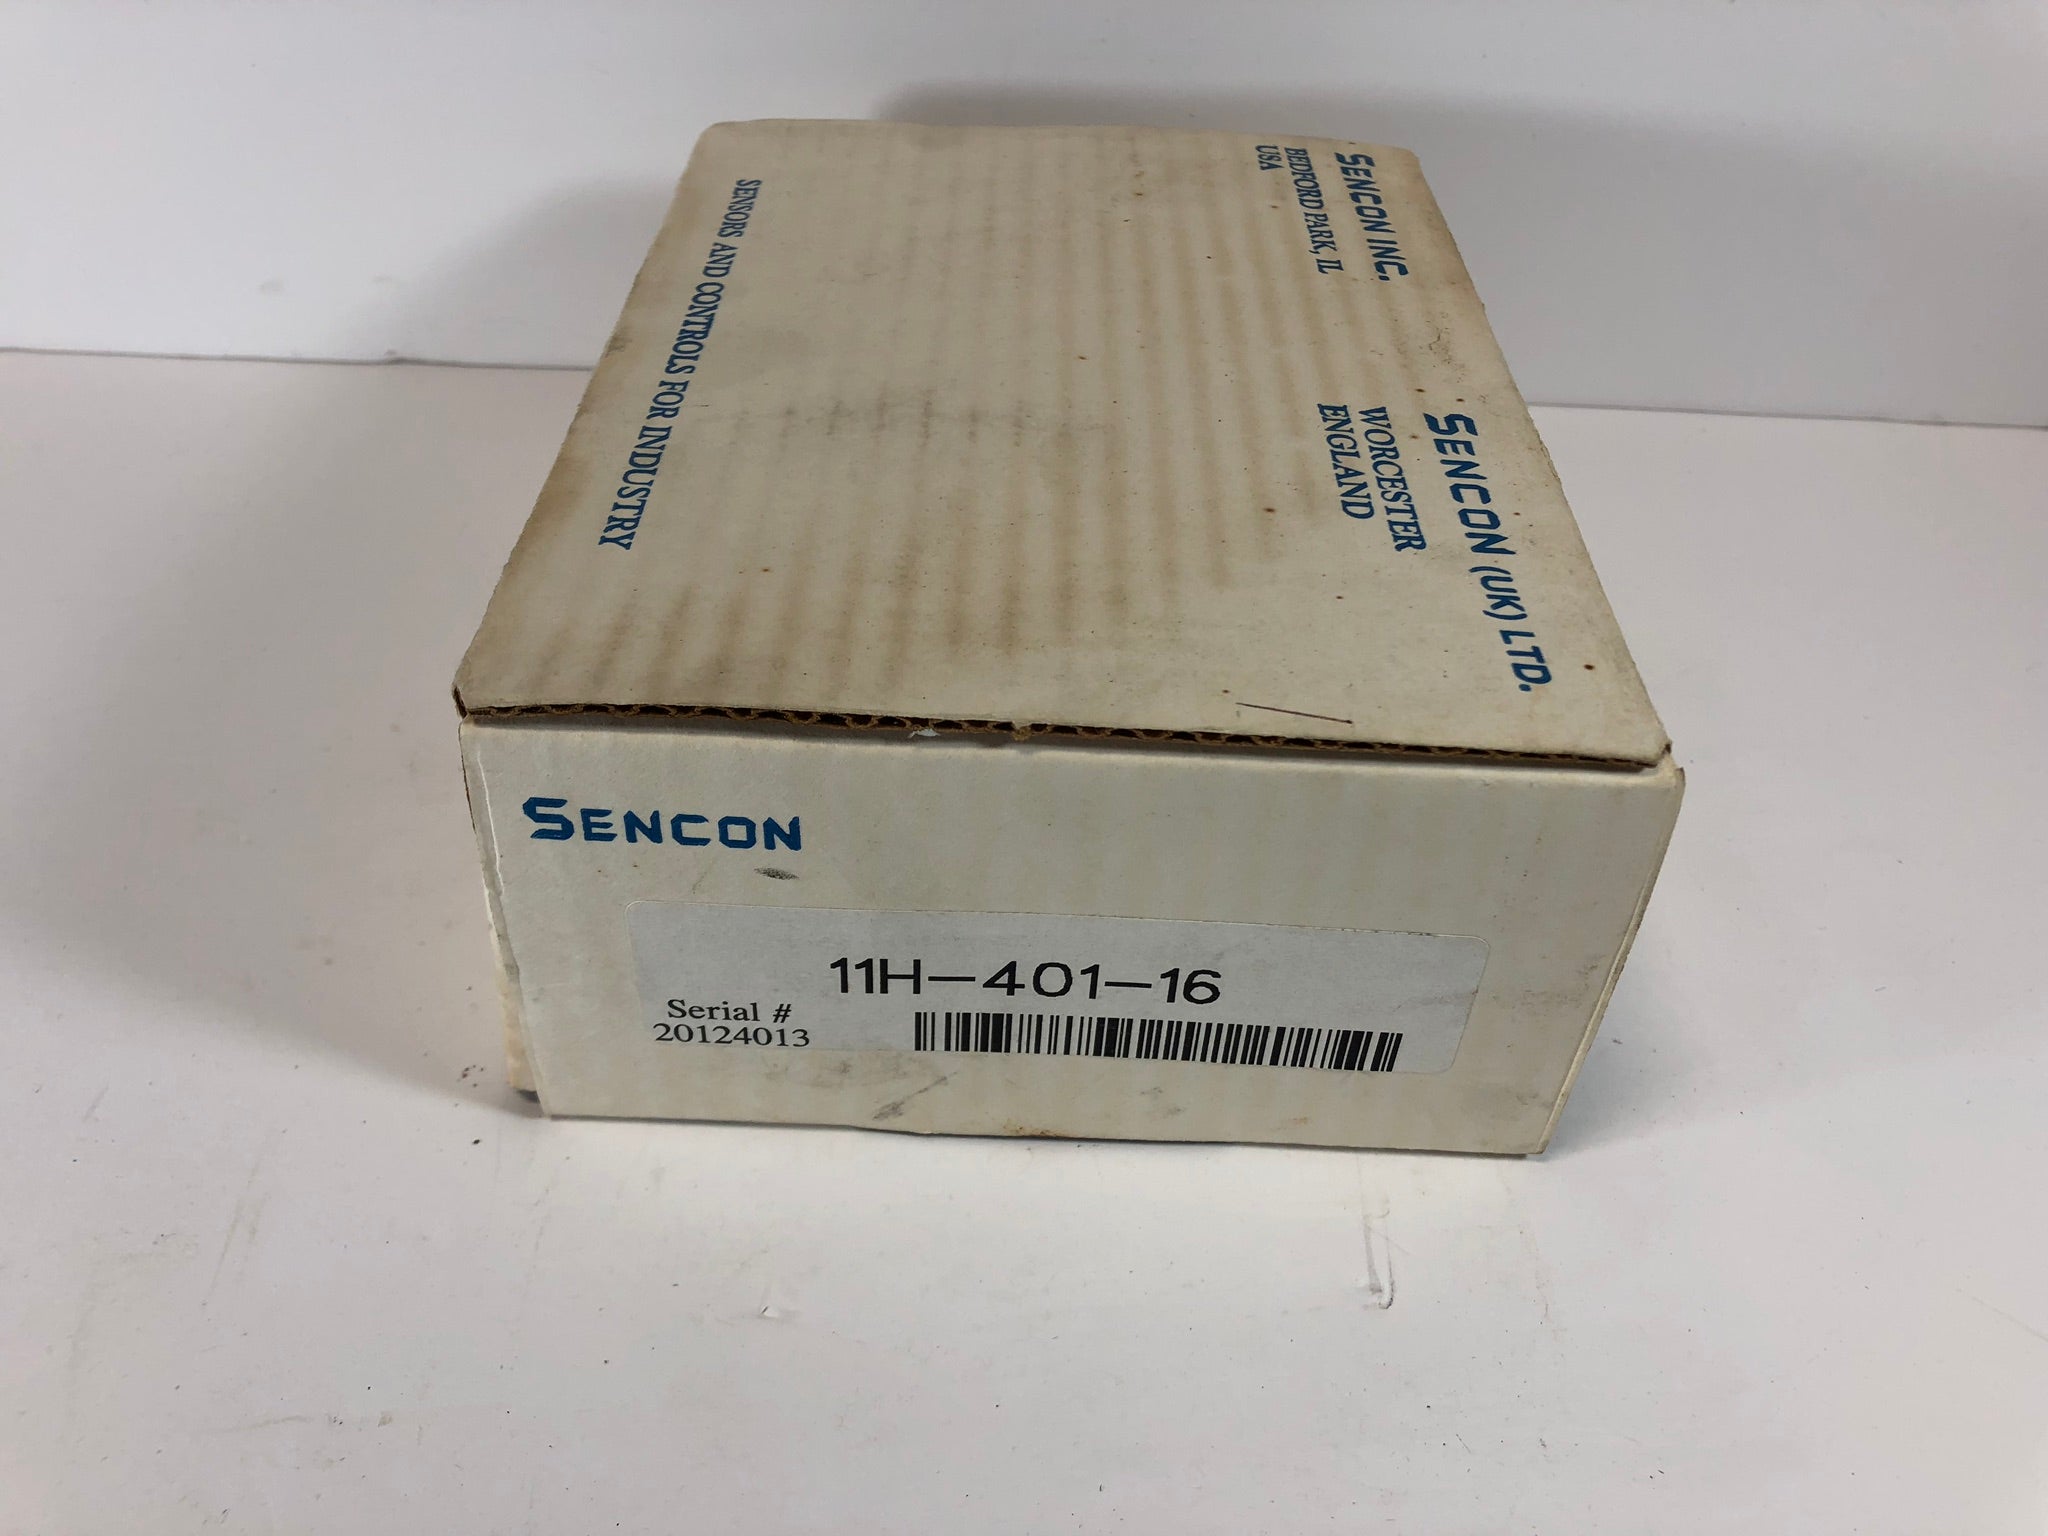 SENCON INC.
BEDFORD PARK, IL
USA
SENCON (UK) LTD.
WORCESTER
ENGLAND
SENSORS AND CONTROLS FOR INDUSTRY
SENCON
11H-401-16
Serial #
20124013